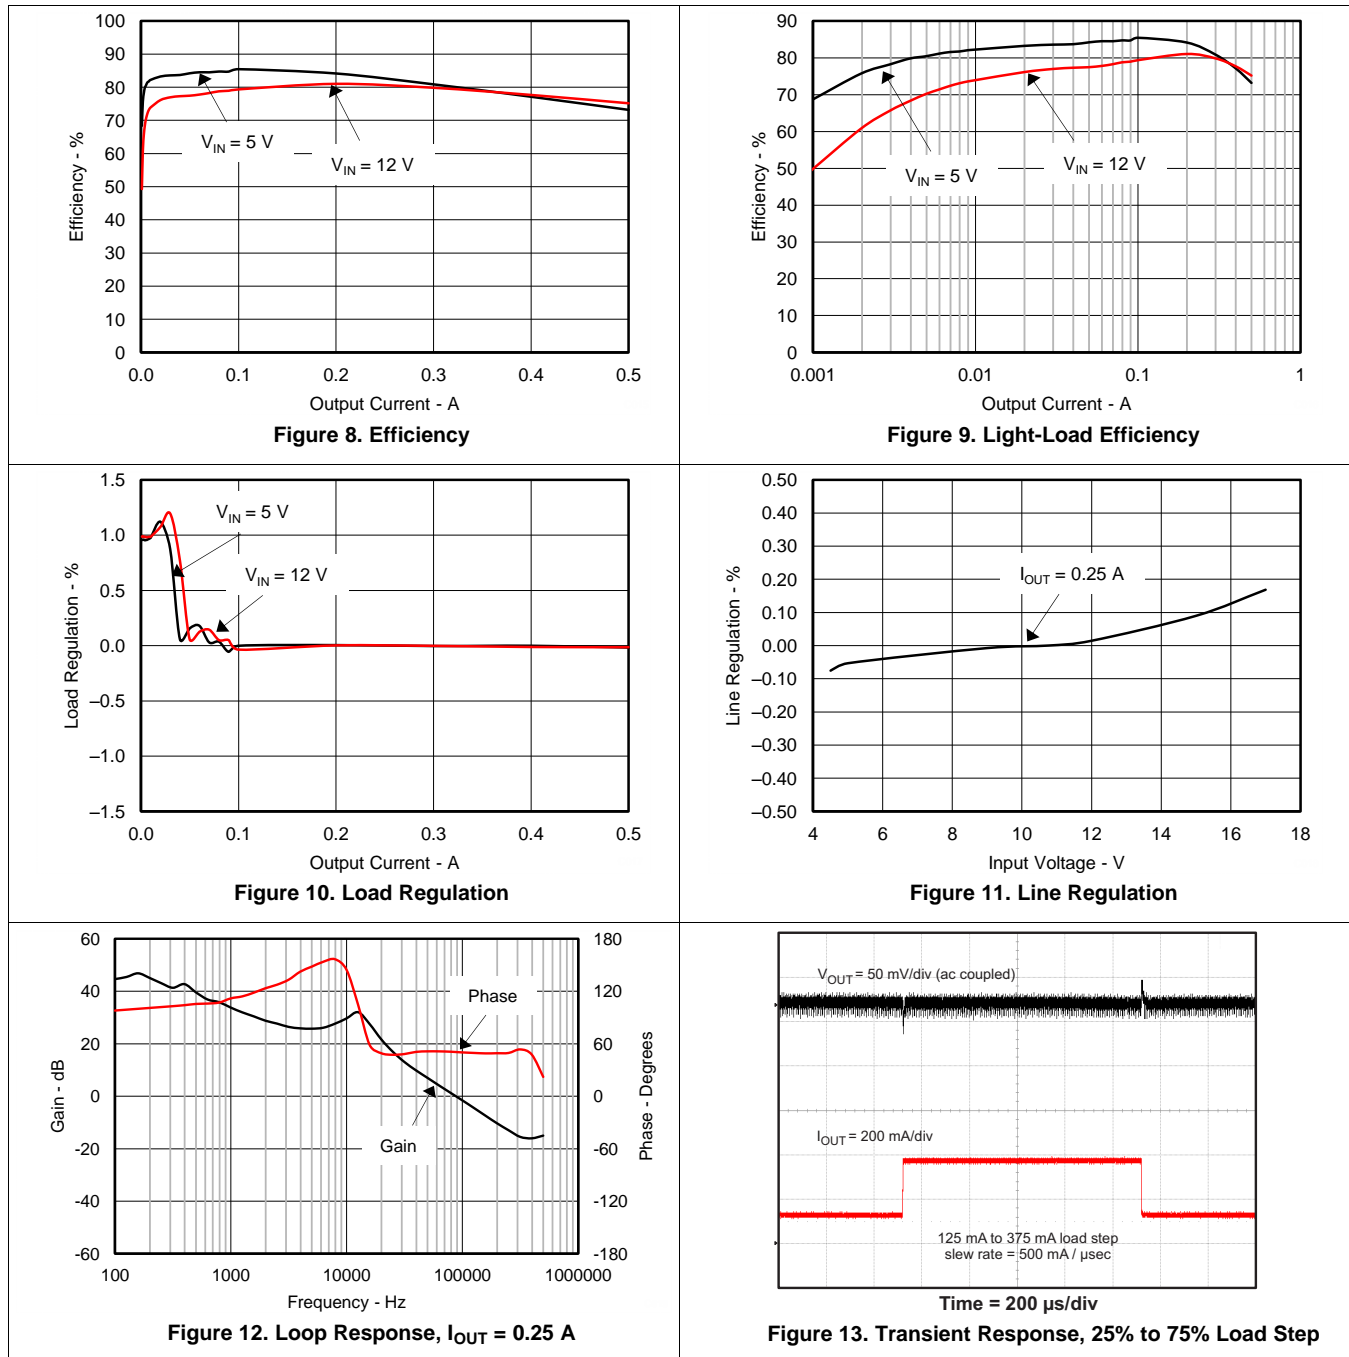 100
90
80
70
60
50
40
30
20
10
0
Efficiency - %
V_IN = 5 V
V_IN = 12 V
0.0 0.1 0.2 0.3 0.4 0.5
Output Current - A
Figure 8. Efficiency
90
80
70
60
50
40
30
20
10
0
Efficiency - %
V_IN = 5 V
V_IN = 12 V
0.001 0.01 0.1 1
Output Current - A
Figure 9. Light-Load Efficiency
1.5
1.0
0.5
0.0
–0.5
–1.0
–1.5
Load Regulation - %
V_IN = 5 V
V_IN = 12 V
0.0 0.1 0.2 0.3 0.4 0.5
Output Current - A
Figure 10. Load Regulation
0.50
0.40
0.30
0.20
0.10
0.00
–0.10
–0.20
–0.30
–0.40
–0.50
Line Regulation - %
I_OUT = 0.25 A
4 6 8 10 12 14 16 18
Input Voltage - V
Figure 11. Line Regulation
60
40
20
0
-20
-40
-60
Gain - dB
Phase
Gain
180
120
60
0
-60
-120
-180
Phase - Degrees
100 1000 10000 100000 1000000
Frequency - Hz
Figure 12. Loop Response, I_OUT = 0.25 A
V_OUT = 50 mV/div (ac coupled)
I_OUT = 200 mA/div
125 mA to 375 mA load step
slew rate = 500 mA / µsec
Time = 200 µs/div
Figure 13. Transient Response, 25% to 75% Load Step